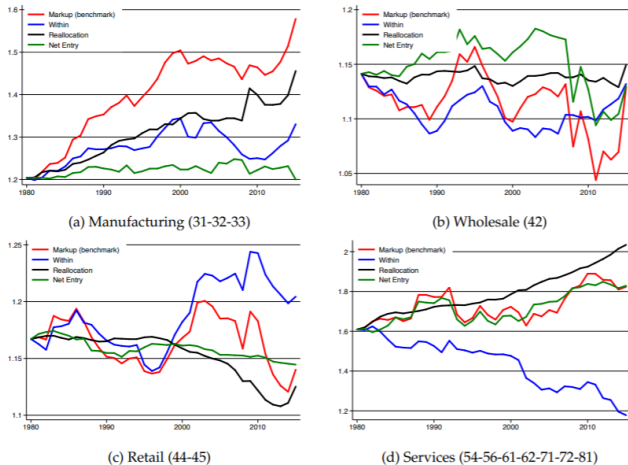 1.6
1.5
1.4
1.3
1.2
Markup (benchmark)
Within
Reallocation
Net Entry
1980
1990
2000
2010
(a) Manufacturing (31-32-33)
1.2
1.15
1.1
1.05
Markup (benchmark)
Within
Reallocation
Net Entry
1980
1990
2000
2010
(b) Wholesale (42)
1.25
1.2
1.15
1.1
Markup (benchmark)
Within
Reallocation
Net Entry
1980
1990
2000
2010
(c) Retail (44-45)
2
1.8
1.6
1.4
1.2
Markup (benchmark)
Within
Reallocation
Net Entry
1980
1990
2000
2010
(d) Services (54-56-61-62-71-72-81)